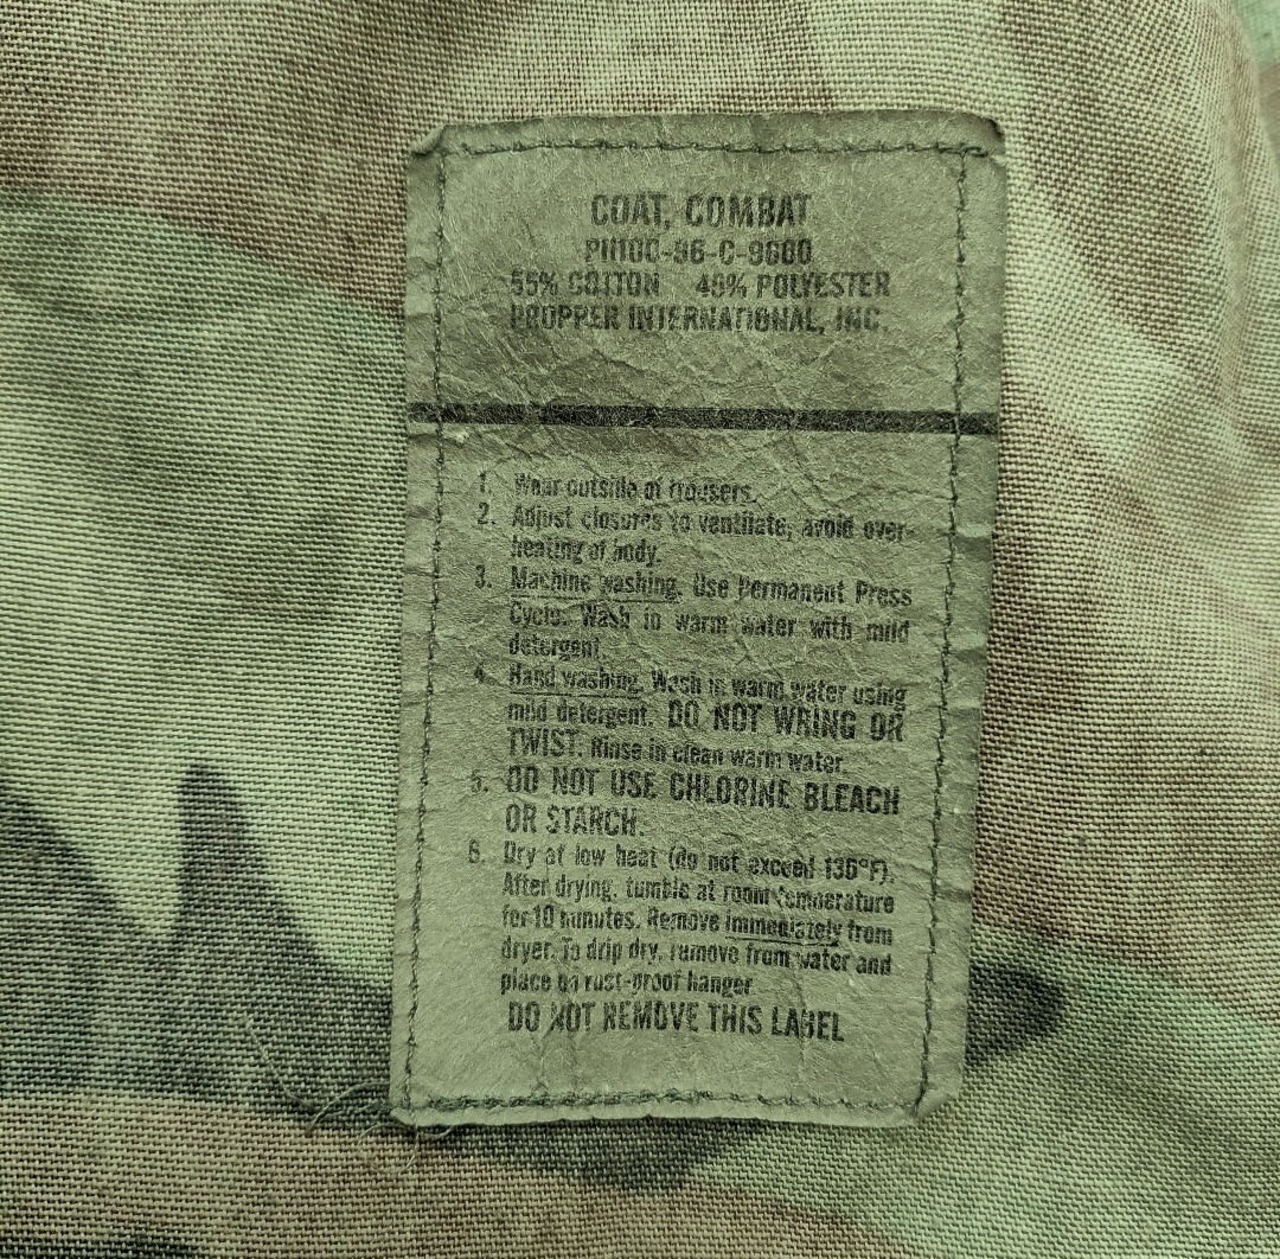 COAT, COMBAT
55% COTTON
POLYESTER
PROPPER INTERNATIONAL, INC.
1. Wear outside of trousers.
2. Adjust closures to ventilate, avoid over-
heating of body.
3. Machine washing. Use Permanent Press
Cycle. Wash in warm water with mild
detergent.
4. Hand washing. Wash in warm water using
mild detergent. DO NOT WRING OR
TWIST. Rinse in clean warm water.
5. DO NOT USE CHLORINE BLEACH
OR STARCH.
6. Dry at low heat (do not exceed
After drying, tumble at room temperature
for 10 minutes. Remove immediately from
dryer. To drip dry, remove from water and
place on rust-proof hanger
DO NOT REMOVE THIS LABEL